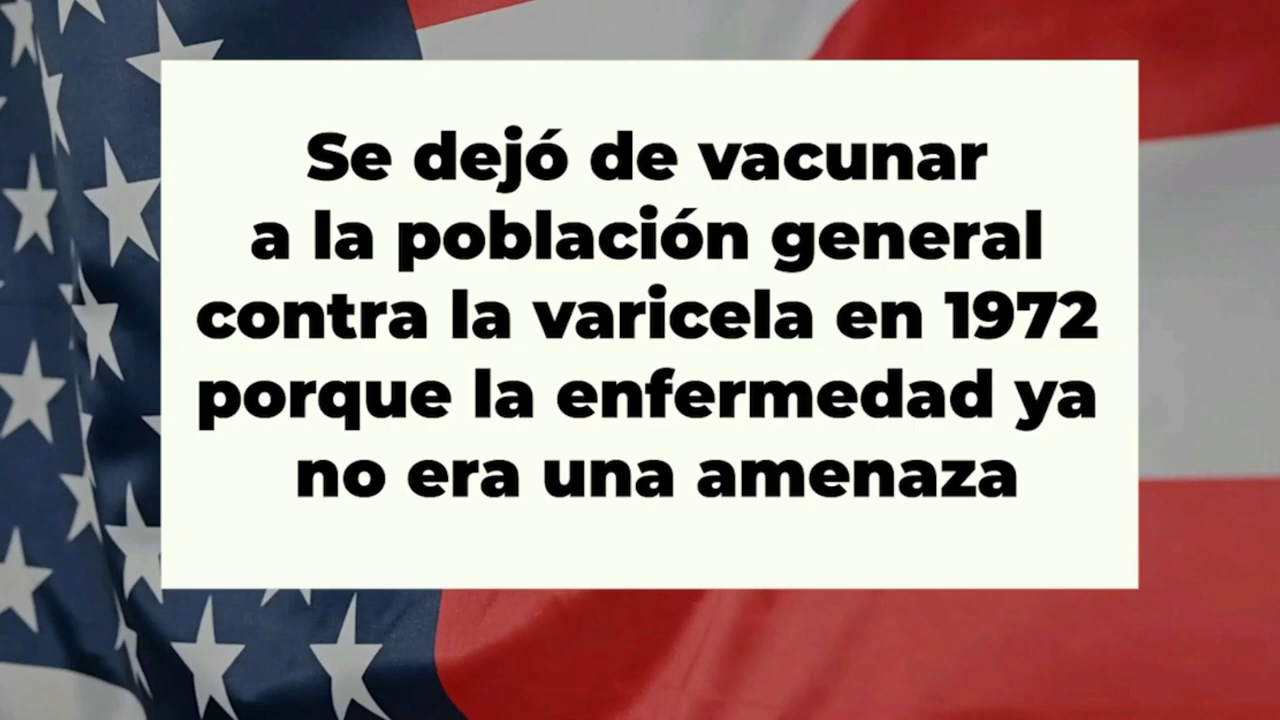 Se dejó de vacunar
a la población general
contra la varicela en 1972
porque la enfermedad ya
no era una amenaza